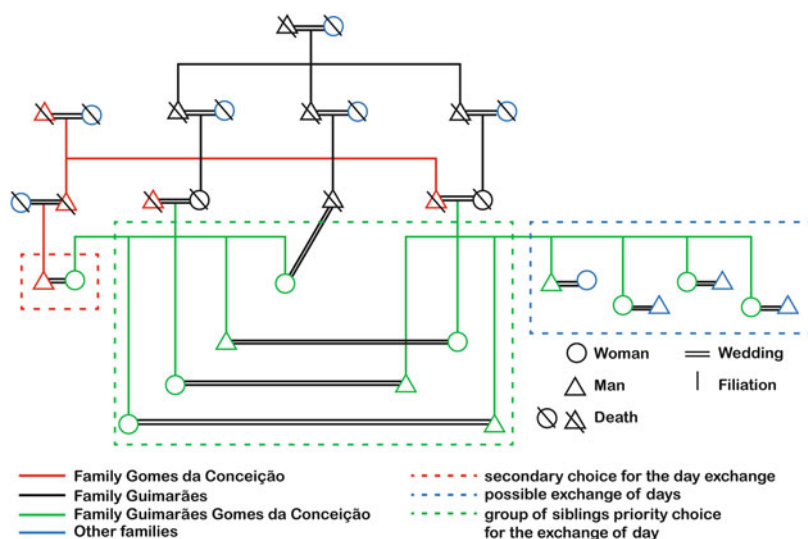 Woman
Wedding
Man
Filiation
Death
Family Gomes da Conceição
Family Guimarães
Family Guimarães Gomes da Conceição
Other families
secondary choice for the day exchange
possible exchange of days
group of siblings priority choice
for the exchange of day